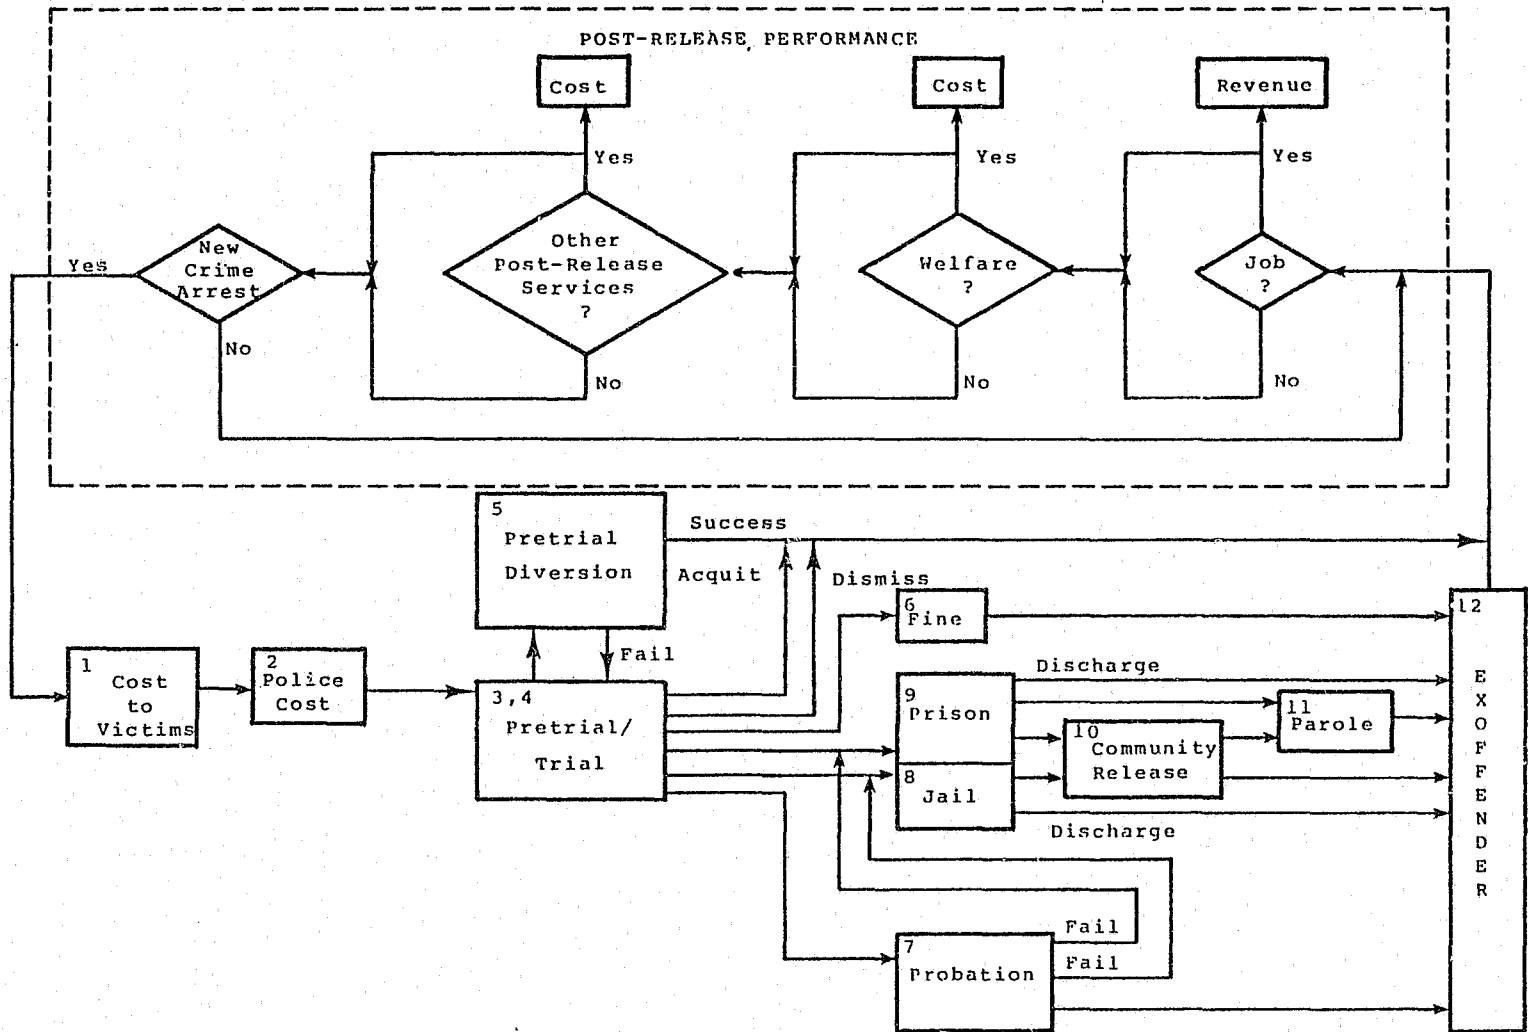 POST-RELEASE PERFORMANCE
Cost
Cost
Revenue
Yes
Yes
Yes
New
Crime
Arrest
Yes
No
Other
Post-Release
Services
?
No
Welfare
?
No
Job
?
No
5
Pretrial
Diversion
Success
Acquit
Dismiss
Fail
1
Cost
to
Victims
2
Police
Cost
3,4
Pretrial/
Trial
6
Fine
Discharge
9
Prison
8
Jail
10
Community
Release
11
Parole
Discharge
7
Probation
Fail
Fail
12
E
X
O
F
F
E
N
D
E
R